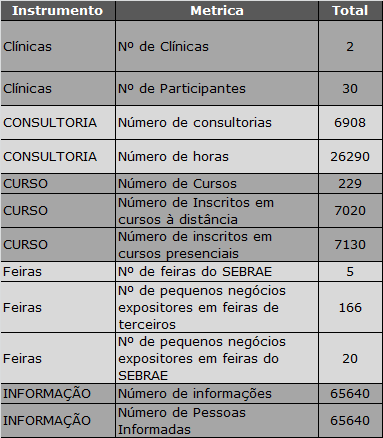 Instrumento Metrica Total
Clínicas Nº de Clínicas 2
Clínicas Nº de Participantes 30
CONSULTORIA Número de consultorias 6908
CONSULTORIA Número de horas 26290
CURSO Número de Cursos 229
CURSO Número de Inscritos em
cursos à distância 7020
CURSO Número de inscritos em
cursos presenciais 7130
Feiras Nº de feiras do SEBRAE 5
Feiras Nº de pequenos negócios
expositores em feiras de
terceiros 166
Feiras Nº de pequenos negócios
expositores em feiras do
SEBRAE 20
INFORMAÇÃO Número de informações 65640
INFORMAÇÃO Número de Pessoas
Informadas 65640